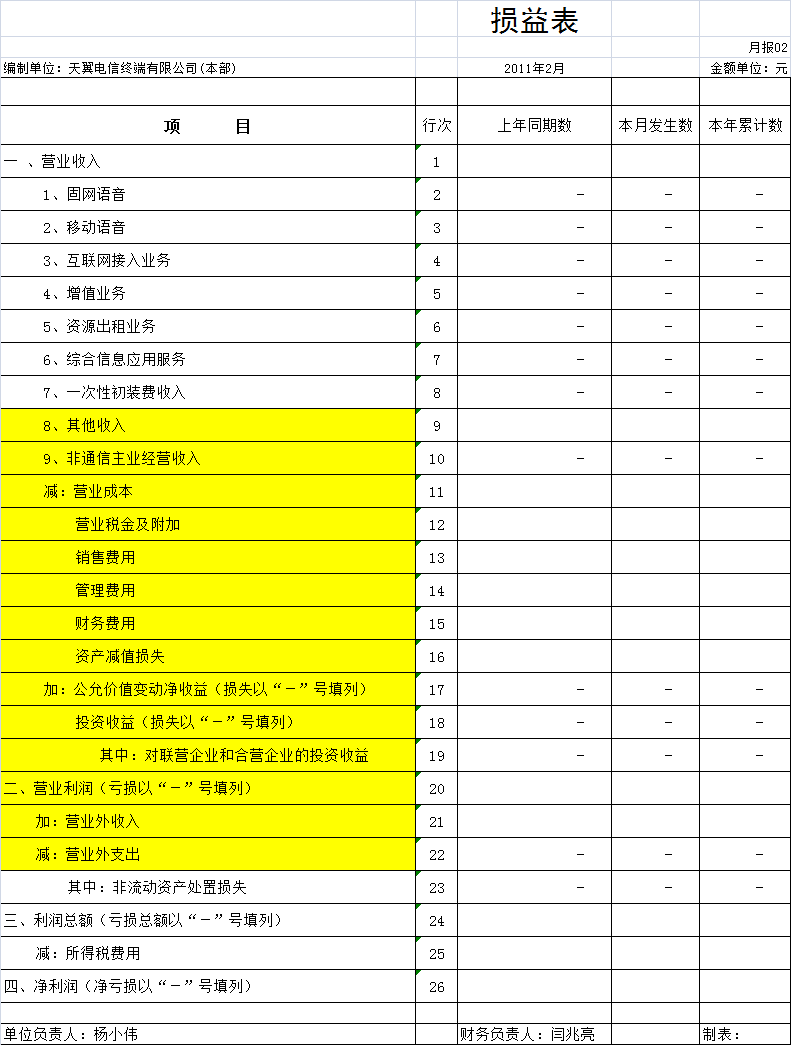 损益表
月报02
编制单位：天翼电信终端有限公司(本部) 2011年2月 金额单位：元
项 目 行次 上年同期数 本月发生数 本年累计数
一 、营业收入 1
1、固网语音 2 - - -
2、移动语音 3 - - -
3、互联网接入业务 4 - - -
4、增值业务 5 - - -
5、资源出租业务 6 - - -
6、综合信息应用服务 7 - - -
7、一次性初装费收入 8 - - -
8、其他收入 9
9、非通信主业经营收入 10 - - -
减：营业成本 11
营业税金及附加 12
销售费用 13
管理费用 14
财务费用 15
资产减值损失 16
加：公允价值变动净收益（损失以“－”号填列） 17 - - -
投资收益（损失以“－”号填列） 18 - - -
其中：对联营企业和合营企业的投资收益 19 - - -
二、营业利润（亏损以“－”号填列） 20
加：营业外收入 21
减：营业外支出 22 - - -
其中：非流动资产处置损失 23 - - -
三、利润总额（亏损总额以“－”号填列） 24
减：所得税费用 25
四、净利润（净亏损以“－”号填列） 26
单位负责人：杨小伟 财务负责人：闫兆亮 制表：